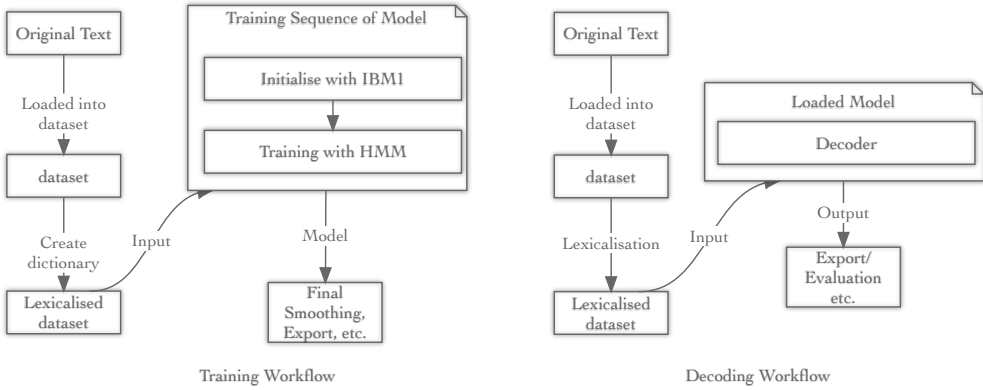 Original Text
Loaded into
dataset
dataset
Create
dictionary
Lexicalised
dataset
Input
Training Sequence of Model
Initialise with IBM1
Training with HMM
Model
Final
Smoothing,
Export, etc.
Training Workflow
Original Text
Loaded into
dataset
dataset
Lexicalisation
Lexicalised
dataset
Input
Loaded Model
Decoder
Output
Export/
Evaluation
etc.
Decoding Workflow